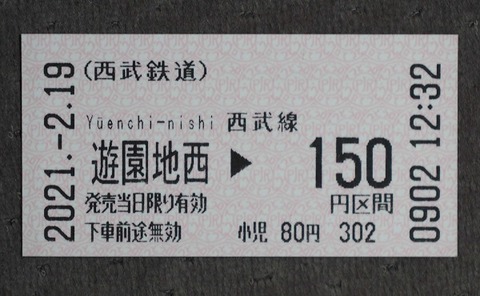 2021.-2.19
(西武鉄道)
Yūenchi-nishi 西武線
遊園地西 ▶ 150
発売当日限り有効 円区間
下車前途無効 小児 80円 302
0902 12:32